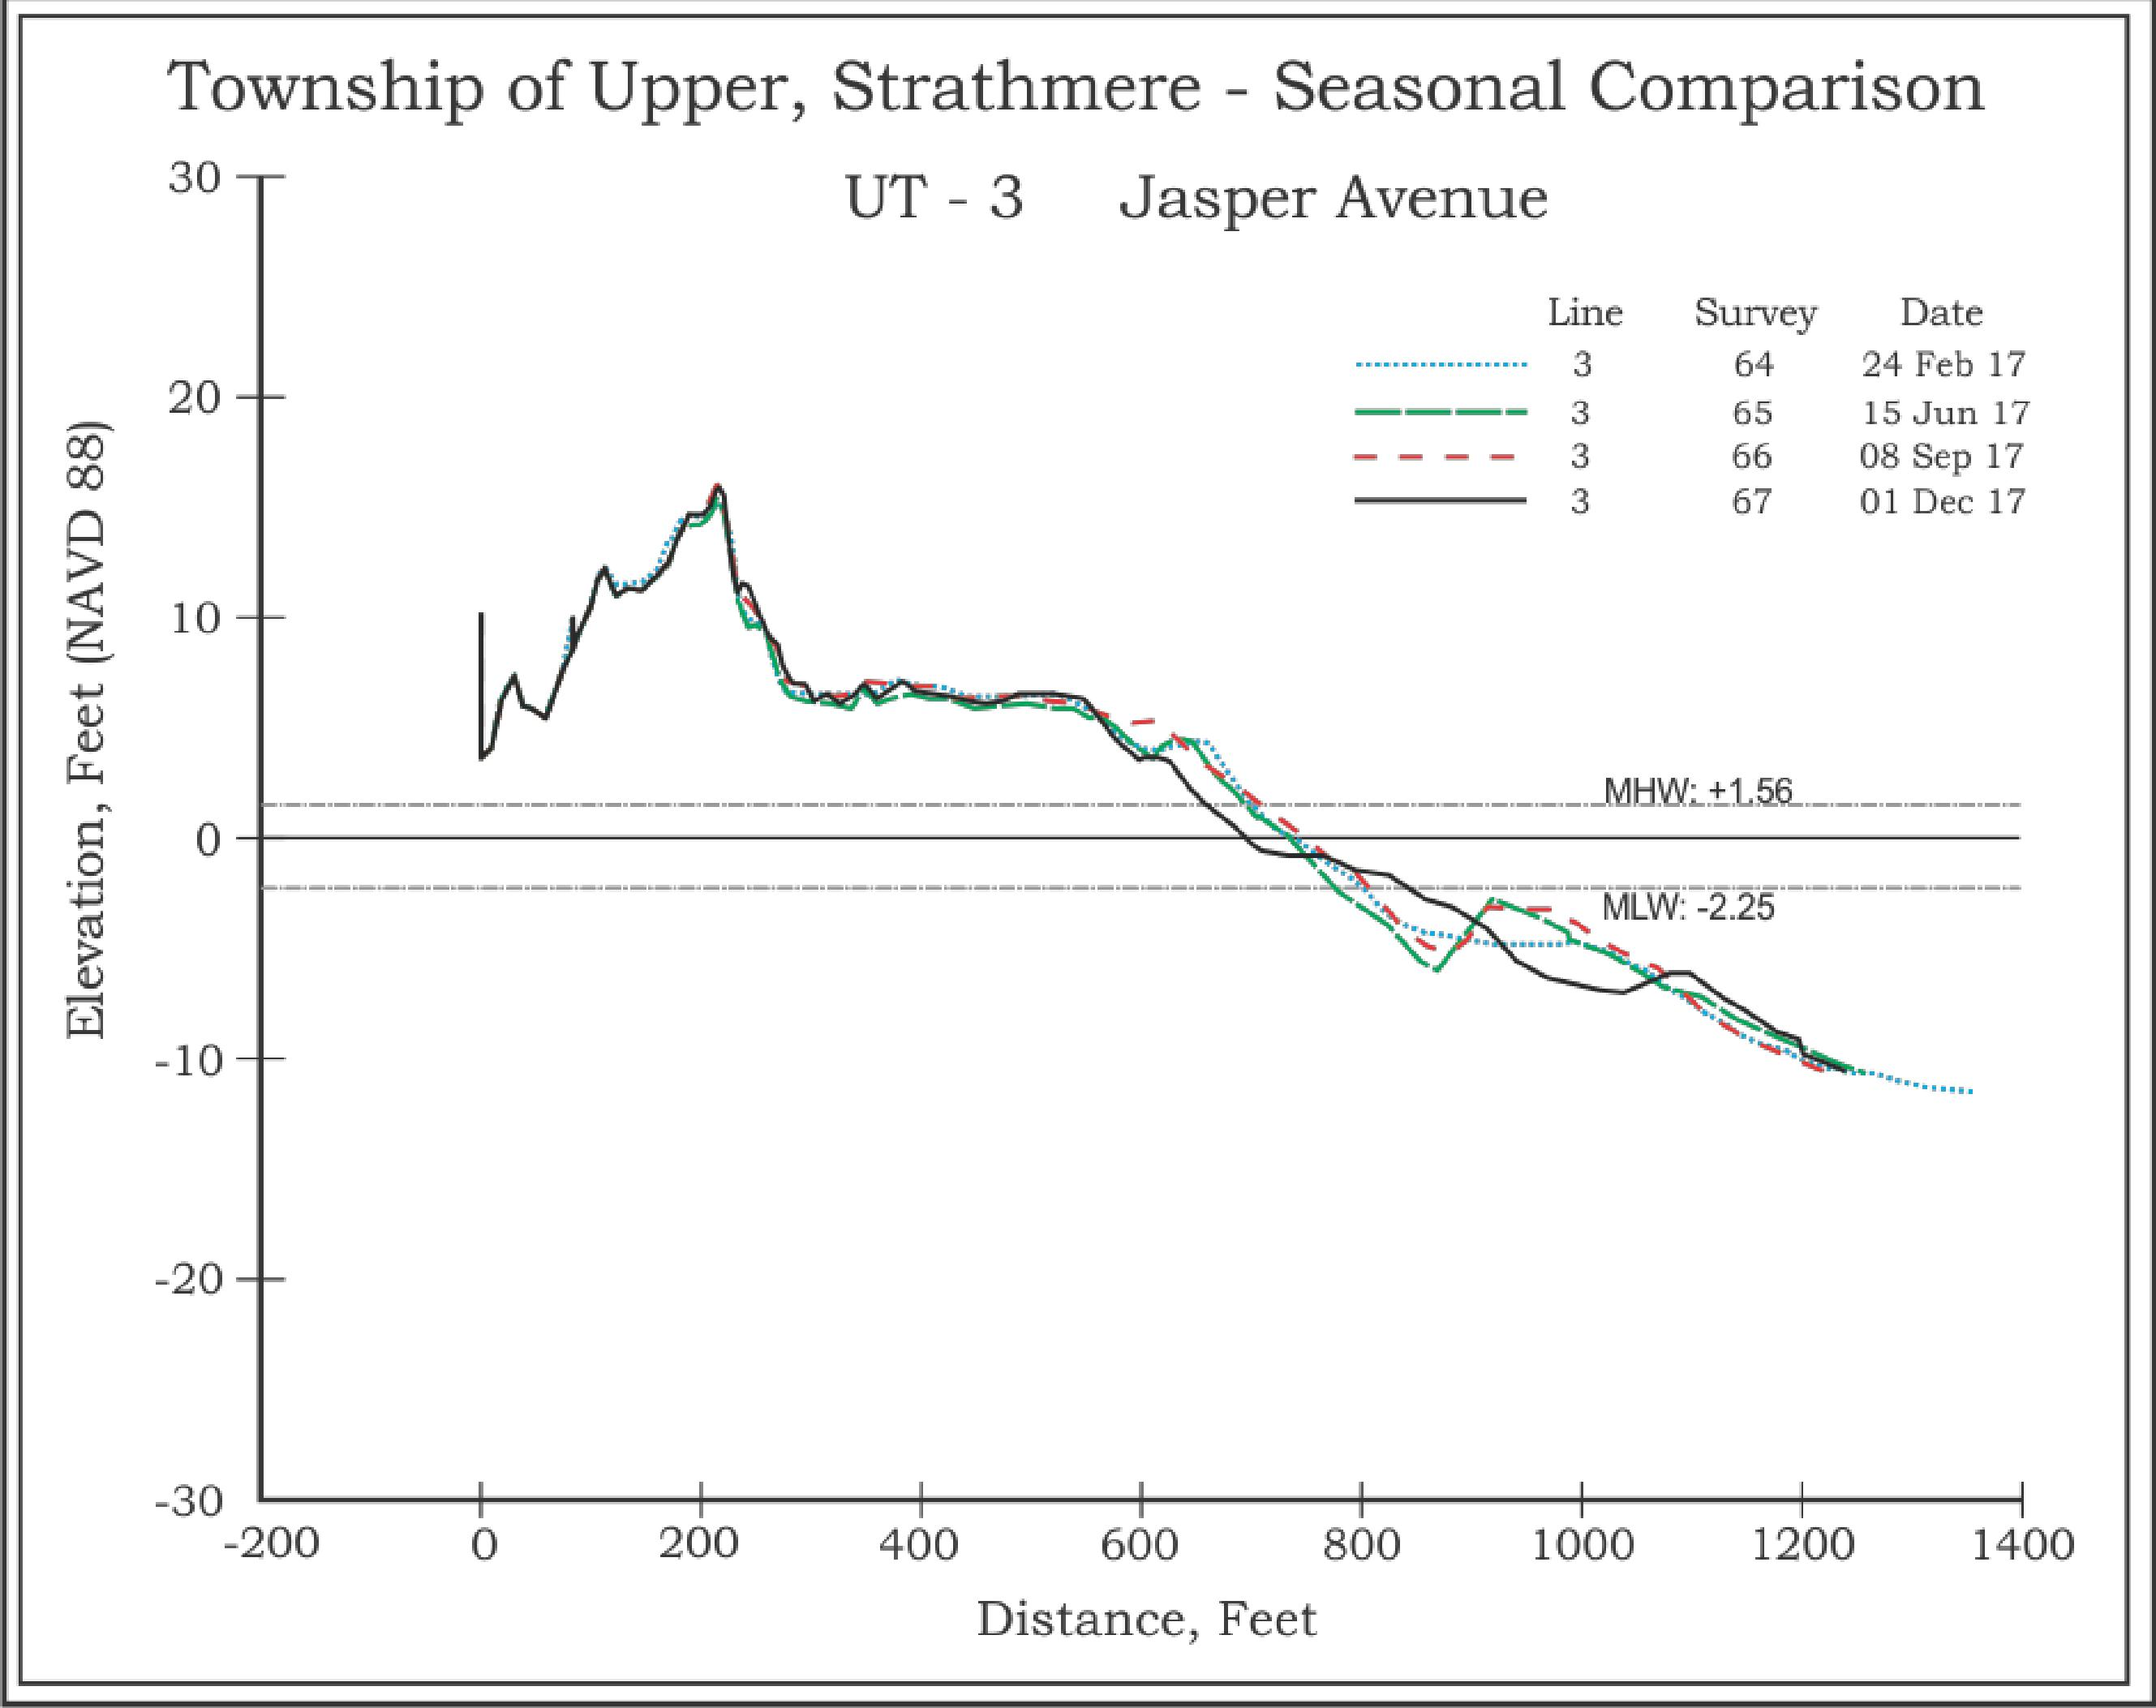 Township of Upper, Strathmere - Seasonal Comparison
UT - 3 Jasper Avenue
Line Survey Date
3 64 24 Feb 17
3 65 15 Jun 17
3 66 08 Sep 17
3 67 01 Dec 17
Elevation, Feet (NAVD 88)
30
20
10
0
-10
-20
-30
MHW: +1.56
MLW: -2.25
-200 0 200 400 600 800 1000 1200 1400
Distance, Feet